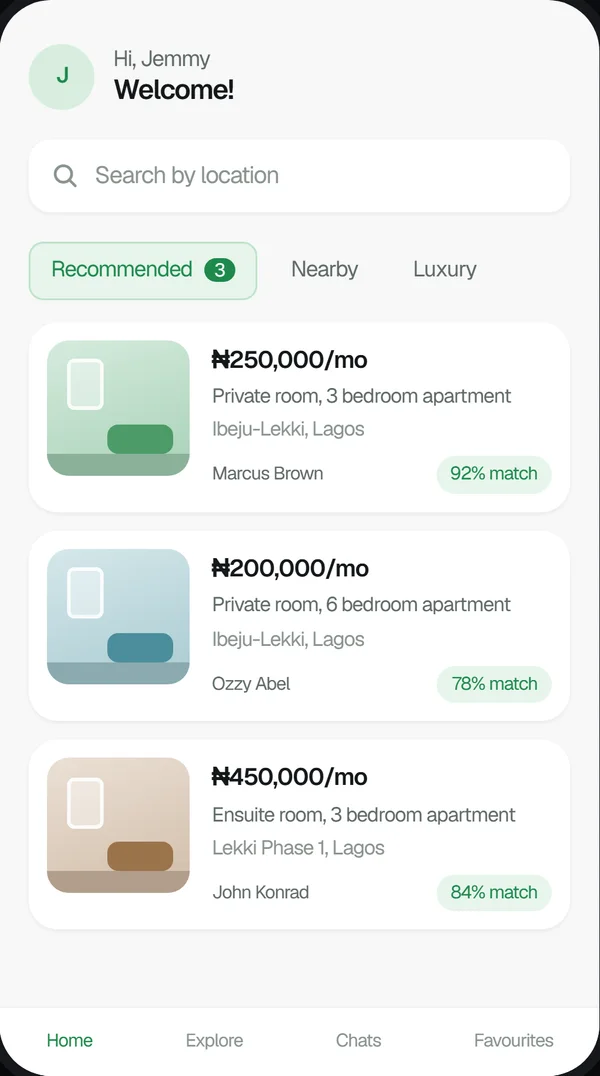 J
Hi, Jemmy
Welcome!
Search by location
Recommended 3 Nearby Luxury
₦250,000/mo
Private room, 3 bedroom apartment
Ibeju-Lekki, Lagos
Marcus Brown 92% match
₦200,000/mo
Private room, 6 bedroom apartment
Ibeju-Lekki, Lagos
Ozzy Abel 78% match
₦450,000/mo
Ensuite room, 3 bedroom apartment
Lekki Phase 1, Lagos
John Konrad 84% match
Home Explore Chats Favourites